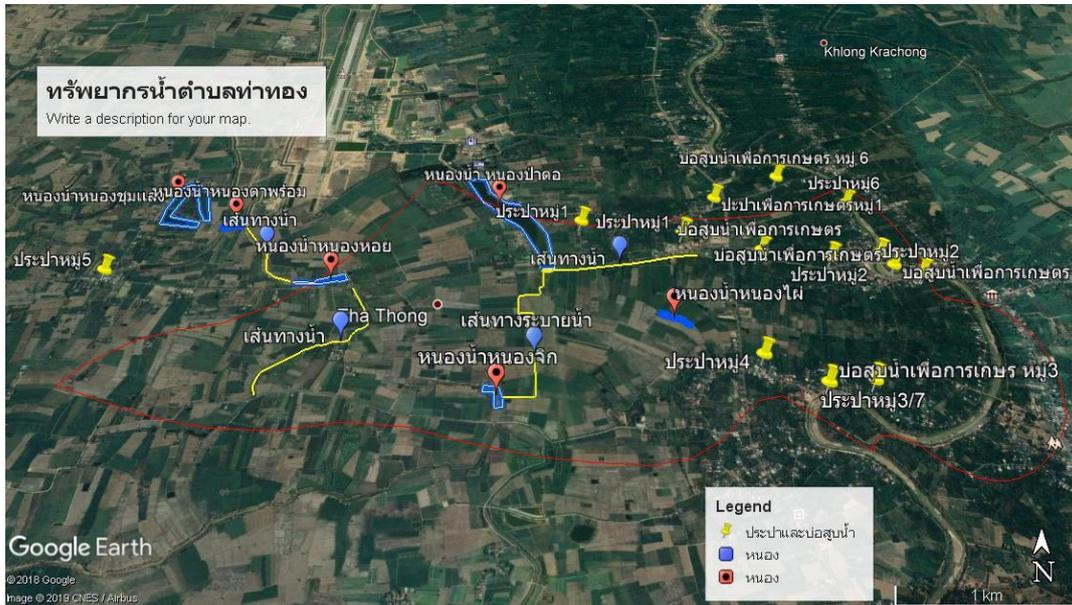 ทรัพยากรน้ำตำบลท่าทอง
Write a description for your map.
Khlong Krachong
บ่อสูบน้ำเพื่อการเกษตร หมู่ 6
หนองน้ำ หนองป่าตอ
ประปาหมู่6
หนองน้ำหนองชุมแสง
หนองน้ำหนองตาพร้อม
ปะปาเพื่อการเกษตรหมู่1
เส้นทางน้ำ
ประปาหมู่1
ประปาหมู่1
บ่อสูบน้ำเพื่อการเกษตร
หนองน้ำหนองหอย
เส้นทางน้ำ
บ่อสูบน้ำเพื่อการเกษตร
ประปาหมู่2
ประปาหมู่5
ประปาหมู่2
บ่อสูบน้ำเพื่อการเกษตร
หนองน้ำหนองไผ่
Tha Thong
เส้นทางระบายน้ำ
เส้นทางน้ำ
หนองน้ำหนองจิก
ประปาหมู่4
บ่อสูบน้ำเพื่อการเกษร หมู่3
ประปาหมู่3/7
Legend
ประปาและบ่อสูบน้ำ
หนอง
หนอง
Google Earth
© 2018 Google
Image © 2019 CNES / Airbus
N
1 km